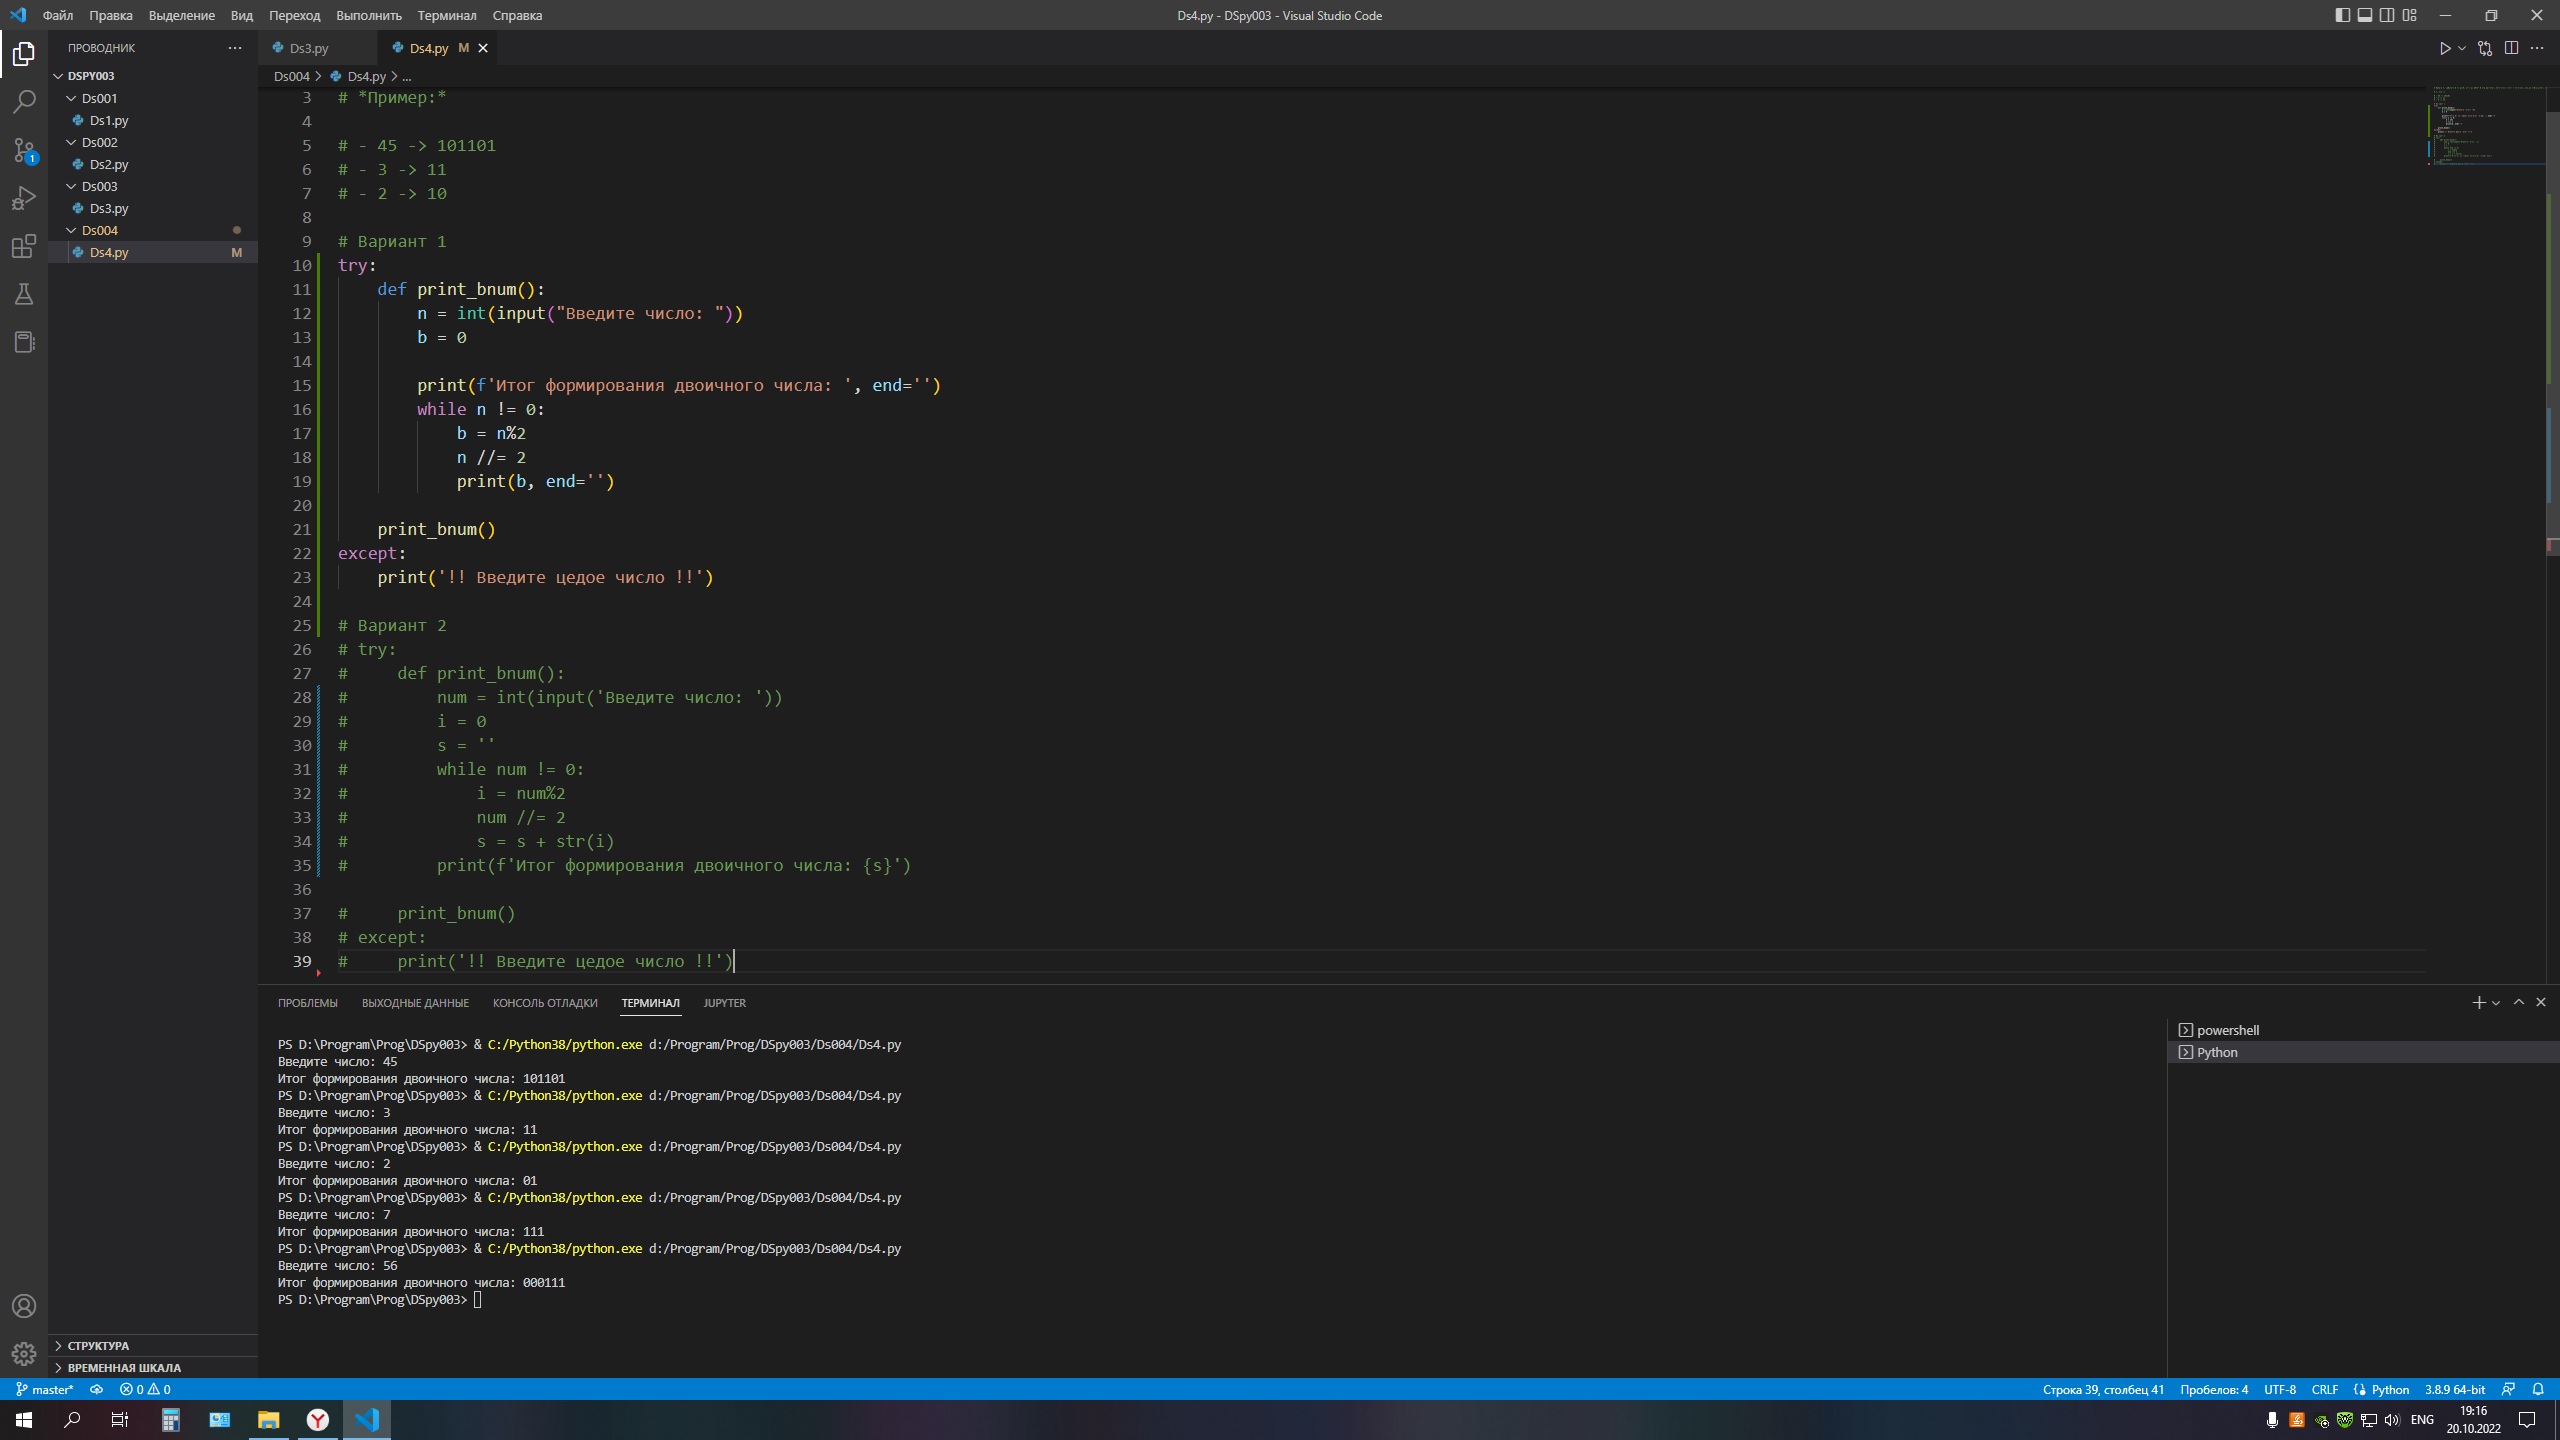 Файл Правка Выделение Вид Переход Выполнить Терминал Справка
Ds4.py - DSpy003 - Visual Studio Code
ПРОВОДНИК
DSPY003
Ds001
Ds1.py
Ds002
Ds2.py
Ds003
Ds3.py
Ds004
Ds4.py M
1
СТРУКТУРА
ВРЕМЕННАЯ ШКАЛА
Ds3.py Ds4.py M
Ds004 > Ds4.py > ...
3 # *Пример:*
4
5 # - 45 -> 101101
6 # - 3 -> 11
7 # - 2 -> 10
8
9 # Вариант 1
10 try:
11     def print_bnum():
12         n = int(input("Введите число: "))
13         b = 0
14
15         print(f'Итог формирования двоичного числа: ', end='')
16         while n != 0:
17             b = n%2
18             n //= 2
19             print(b, end='')
20
21     print_bnum()
22 except:
23     print('!! Введите цедое число !!')
24
25 # Вариант 2
26 # try:
27 #     def print_bnum():
28 #         num = int(input('Введите число: '))
29 #         i = 0
30 #         s = ''
31 #         while num != 0:
32 #             i = num%2
33 #             num //= 2
34 #             s = s + str(i)
35 #         print(f'Итог формирования двоичного числа: {s}')
36
37 #     print_bnum()
38 # except:
39 #     print('!! Введите цедое число !!')
ПРОБЛЕМЫ ВЫХОДНЫЕ ДАННЫЕ КОНСОЛЬ ОТЛАДКИ ТЕРМИНАЛ JUPYTER
PS D:\Program\Prog\DSpy003> & C:/Python38/python.exe d:/Program/Prog/DSpy003/Ds004/Ds4.py
Введите число: 45
Итог формирования двоичного числа: 101101
PS D:\Program\Prog\DSpy003> & C:/Python38/python.exe d:/Program/Prog/DSpy003/Ds004/Ds4.py
Введите число: 3
Итог формирования двоичного числа: 11
PS D:\Program\Prog\DSpy003> & C:/Python38/python.exe d:/Program/Prog/DSpy003/Ds004/Ds4.py
Введите число: 2
Итог формирования двоичного числа: 01
PS D:\Program\Prog\DSpy003> & C:/Python38/python.exe d:/Program/Prog/DSpy003/Ds004/Ds4.py
Введите число: 7
Итог формирования двоичного числа: 111
PS D:\Program\Prog\DSpy003> & C:/Python38/python.exe d:/Program/Prog/DSpy003/Ds004/Ds4.py
Введите число: 56
Итог формирования двоичного числа: 000111
PS D:\Program\Prog\DSpy003>
powershell
Python
master* 0 0
Строка 39, столбец 41 Пробелов: 4 UTF-8 CRLF Python 3.8.9 64-bit
ENG
19:16
20.10.2022